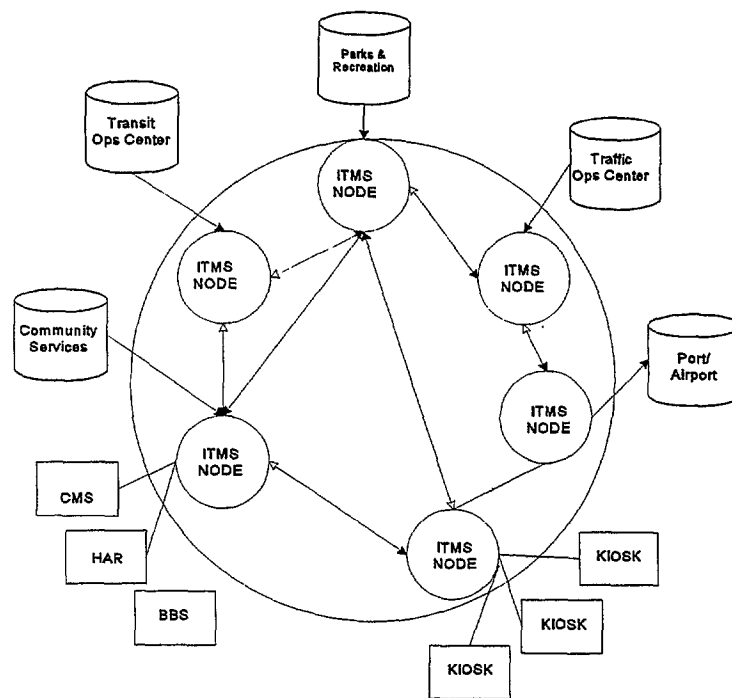 Parks &
Recreation
Transit
Ops Center
Traffic
Ops Center
ITMS
NODE
ITMS
NODE
ITMS
NODE
Community
Services
Port/
Airport
ITMS
NODE
ITMS
NODE
CMS
HAR
BBS
ITMS
NODE
KIOSK
KIOSK
KIOSK